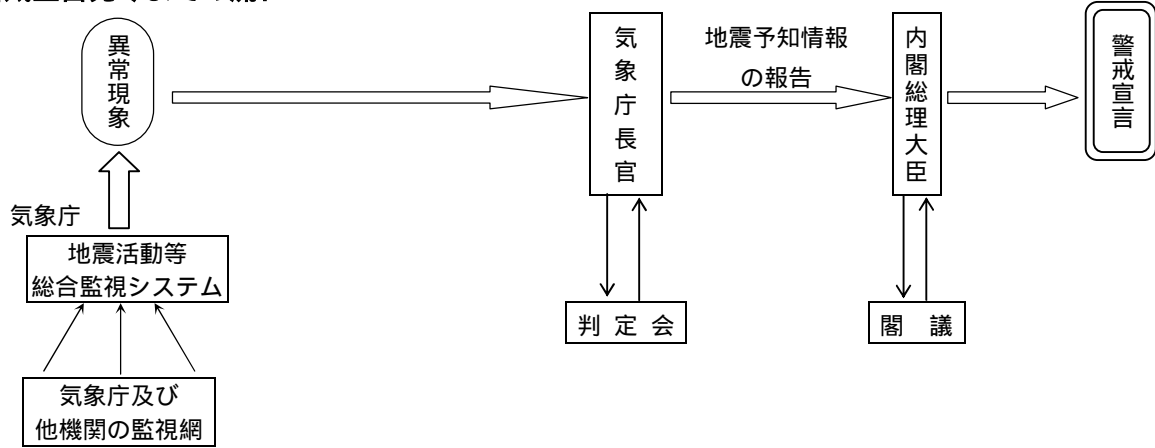 異常現象
気象庁長官
地震予知情報
の報告
内閣総理大臣
警戒宣言
気象庁
地震活動等
総合監視システム
判定会
閣議
気象庁及び
他機関の監視網